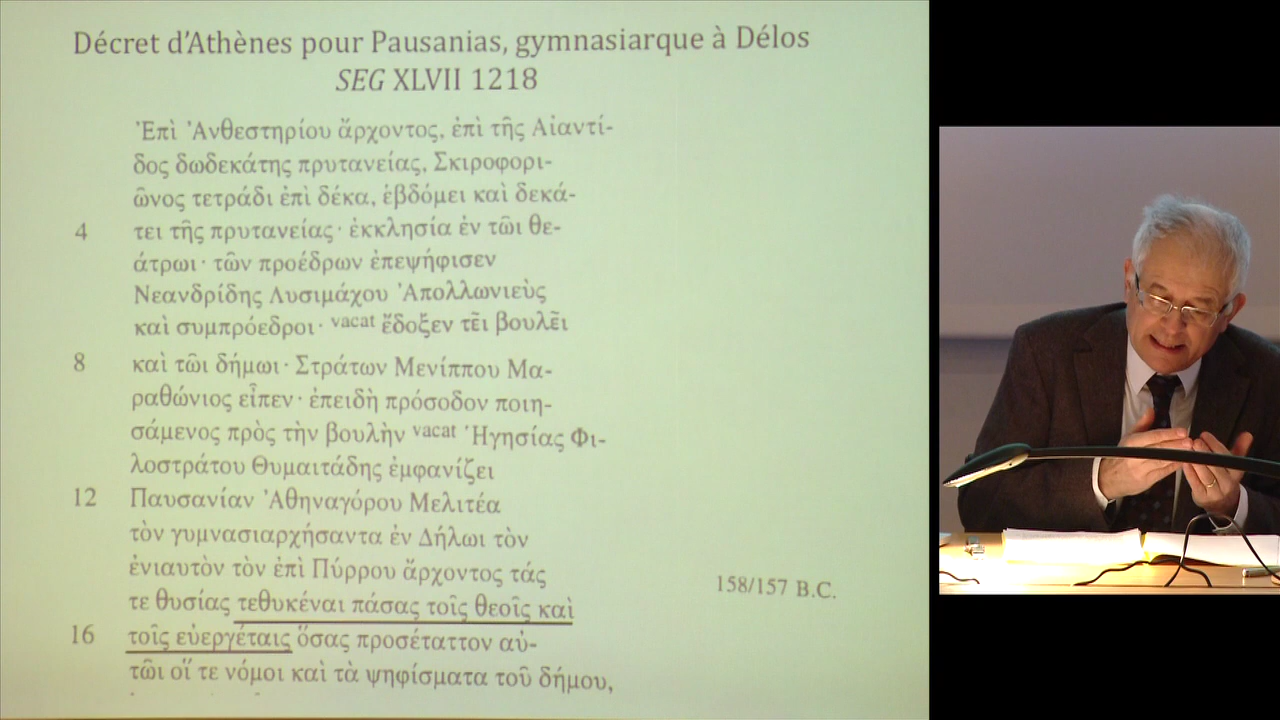 Décret d'Athènes pour Pausanias, gymnasiarque à Délos
SEG XLVII 1218
Ἐπὶ Ἀνθεστηρίου ἄρχοντος, ἐπὶ τῆς Αἰαντί-
δος δωδεκάτης πρυτανείας, Σκιροφορι-
ῶνος τετράδι ἐπὶ δέκα, ἑβδόμει καὶ δεκά-
4 τει τῆς πρυτανείας· ἐκκλησία ἐν τῶι θε-
άτρωι· τῶν προέδρων ἐπεψήφισεν
Νεανδρίδης Λυσιμάχου Ἀπολλωνιεὺς
καὶ συμπρόεδροι· vacat ἔδοξεν τεῖ βουλεῖ
8 καὶ τῶι δήμωι· Στράτων Μενίππου Μα-
ραθώνιος εἶπεν· ἐπειδὴ πρόσοδον ποιη-
σάμενος πρὸς τὴν βουλὴν vacat Ἡγησίας Φι-
λοστράτου Θυμαιτάδης ἐμφανίζει
12 Παυσανίαν Ἀθηναγόρου Μελιτέα
τὸν γυμνασιαρχήσαντα ἐν Δήλωι τὸν
ἐνιαυτὸν τὸν ἐπὶ Πύρρου ἄρχοντος τάς
τε θυσίας τεθυκέναι πάσας τοῖς θεοῖς καὶ
158/157 B.C.
16 τοῖς εὐεργέταις ὅσας προσέταττον αὐ-
τῶι οἵ τε νόμοι καὶ τὰ ψηφίσματα τοῦ δήμου,